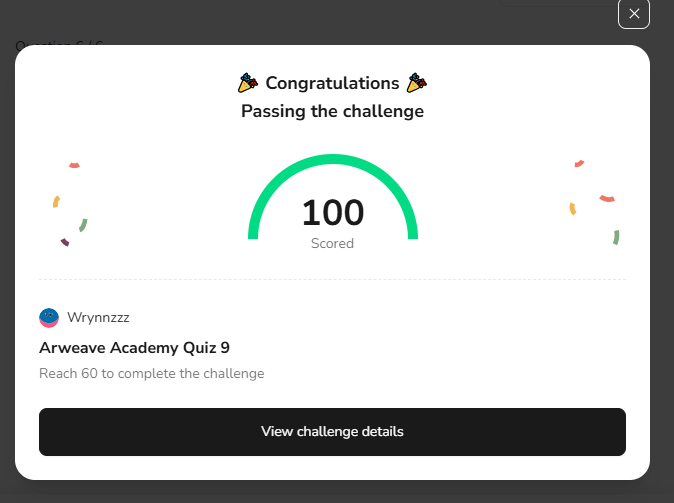 Question 6 / 6
🎉 Congratulations 🎉
Passing the challenge
100
Scored
Wrynnzzz
Arweave Academy Quiz 9
Reach 60 to complete the challenge
View challenge details